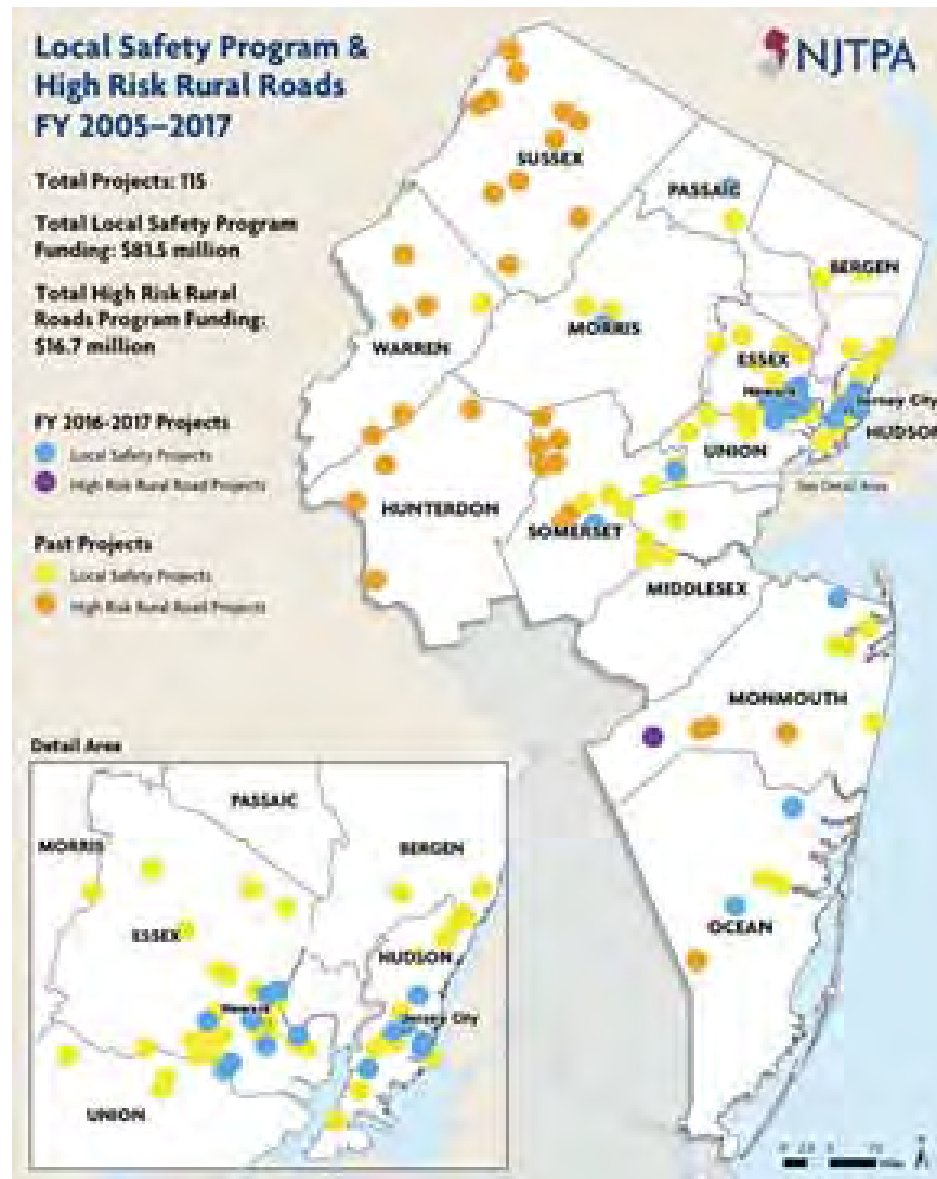 Local Safety Program &
High Risk Rural Roads
FY 2005–2017
NJTPA
Total Projects: 115
Total Local Safety Program
Funding: $81.5 million
Total High Risk Rural
Roads Program Funding:
$16.7 million
FY 2016-2017 Projects
Local Safety Projects
High Risk Rural Road Projects
Past Projects
Local Safety Projects
High Risk Rural Road Projects
SUSSEX
PASSAIC
BERGEN
WARREN
MORRIS
ESSEX
Newark
Jersey City
HUDSON
UNION
See Detail Area
HUNTERDON
SOMERSET
MIDDLESEX
MONMOUTH
OCEAN
Detail Area
PASSAIC
MORRIS
BERGEN
ESSEX
HUDSON
Newark
Jersey City
UNION